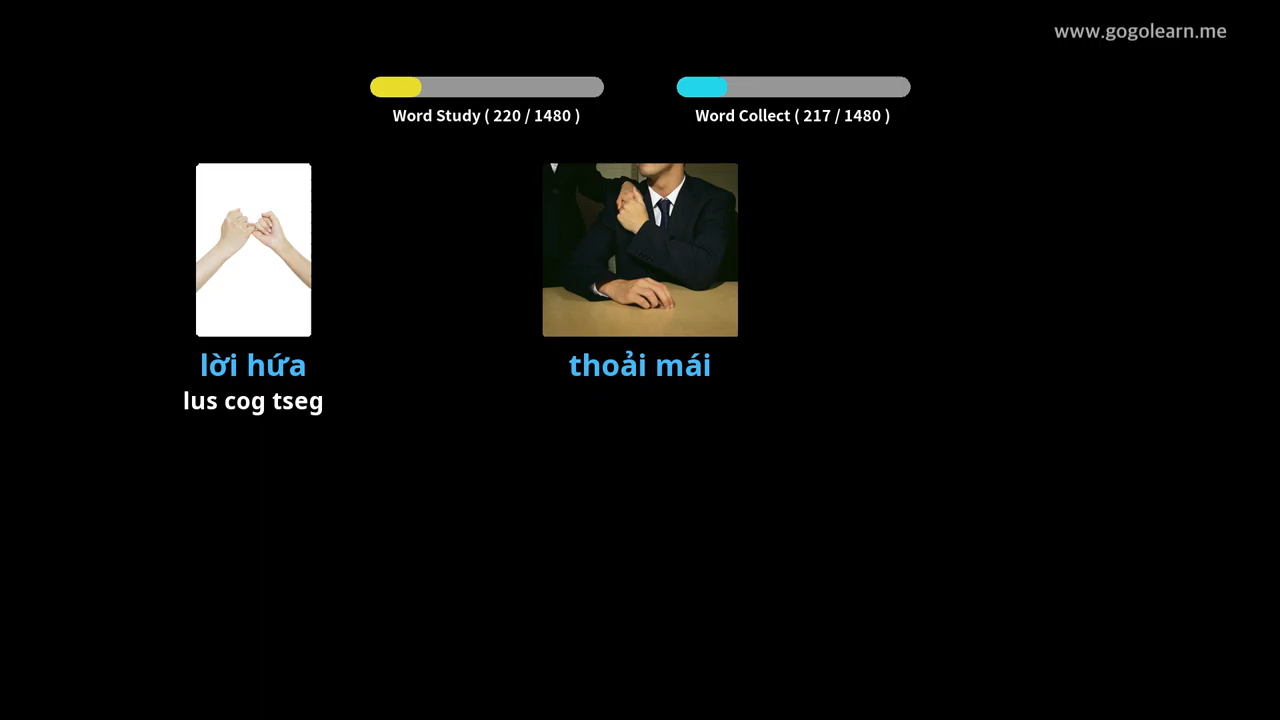 www.gogolearn.me
Word Study ( 220 / 1480 )
Word Collect ( 217 / 1480 )
lời hứa
lus cog tseg
thoải mái